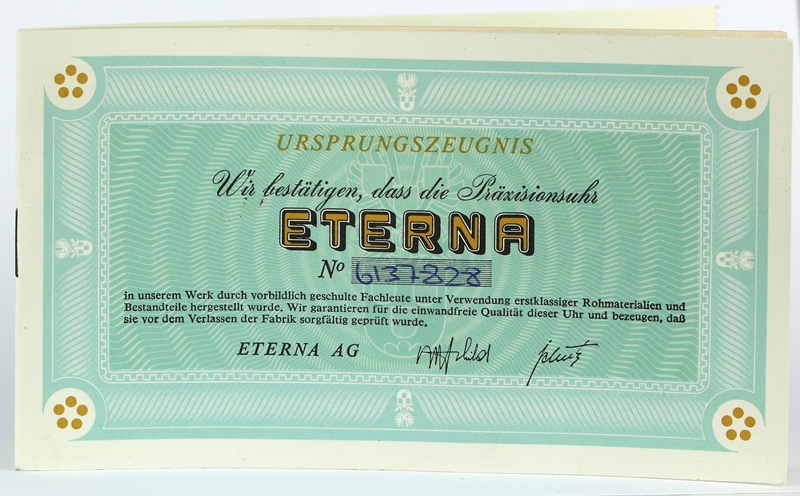 URSPRUNGSZEUGNIS
Wir bestätigen, dass die Präzisionsuhr
ETERNA
No 6137828
in unserem Werk durch vorbildlich geschulte Fachleute unter Verwendung erstklassiger Rohmaterialien und
Bestandteile hergestellt wurde. Wir garantieren für die einwandfreie Qualität dieser Uhr und bezeugen, daß
sie vor dem Verlassen der Fabrik sorgfältig geprüft wurde.
ETERNA AG